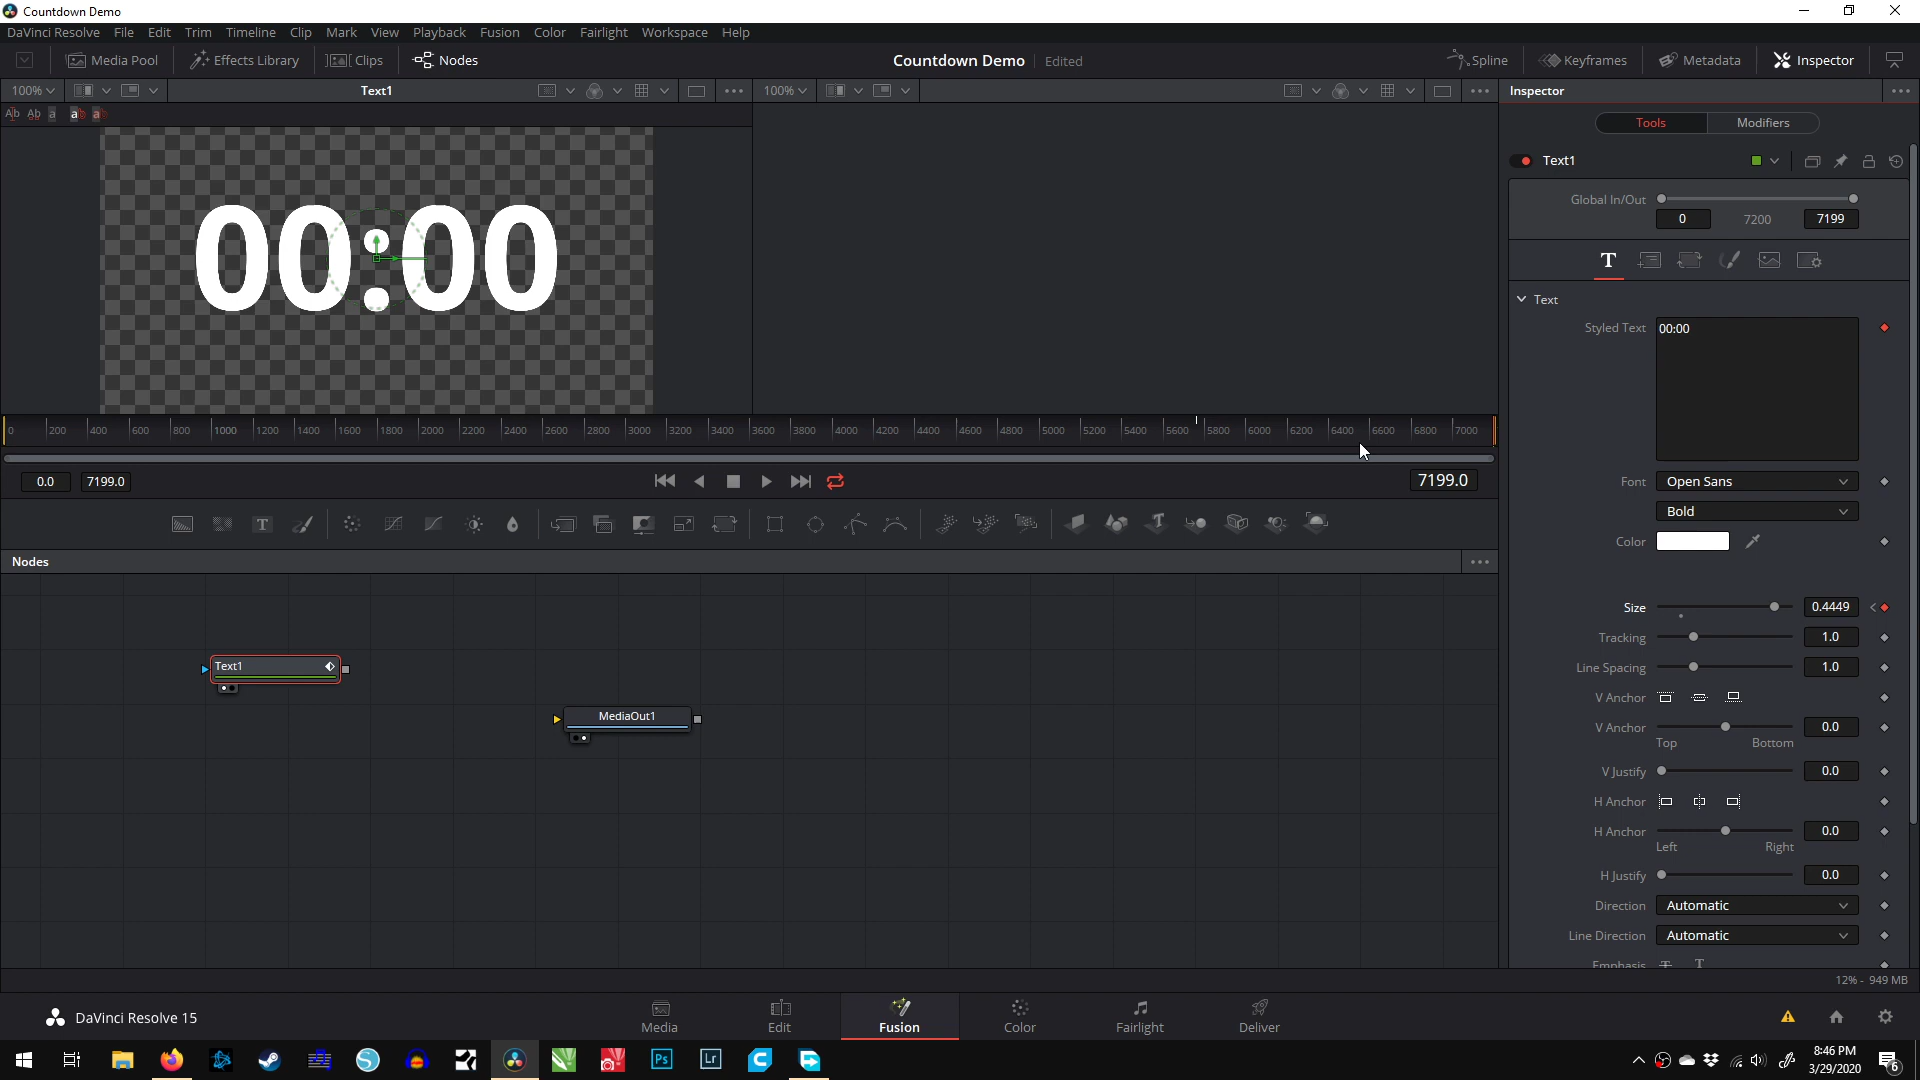 Countdown Demo
DaVinci Resolve File Edit Trim Timeline Clip Mark View Playback Fusion Color Fairlight Workspace Help
Media Pool Effects Library Clips Nodes Countdown Demo Edited Spline Keyframes Metadata Inspector
100% Text1 100% Inspector
Tools Modifiers
Text1
Global In/Out
0 7200 7199
00:00
Text
Styled Text 00:00
0 200 400 600 800 1000 1200 1400 1600 1800 2000 2200 2400 2600 2800 3000 3200 3400 3600 3800 4000 4200 4400 4600 4800 5000 5200 5400 5600 5800 6000 6200 6400 6600 6800 7000
0.0 7199.0 7199.0
Font Open Sans
Bold
Color
Nodes
Size 0.4449
Tracking 1.0
Line Spacing 1.0
V Anchor
V Anchor 0.0
Top Bottom
V Justify 0.0
H Anchor
H Anchor 0.0
Left Right
H Justify 0.0
Direction Automatic
Line Direction Automatic
Emphasis
Text1
MediaOut1
12% - 949 MB
DaVinci Resolve 15
Media Edit Fusion Color Fairlight Deliver
Ps Lr
8:46 PM
3/29/2020
6